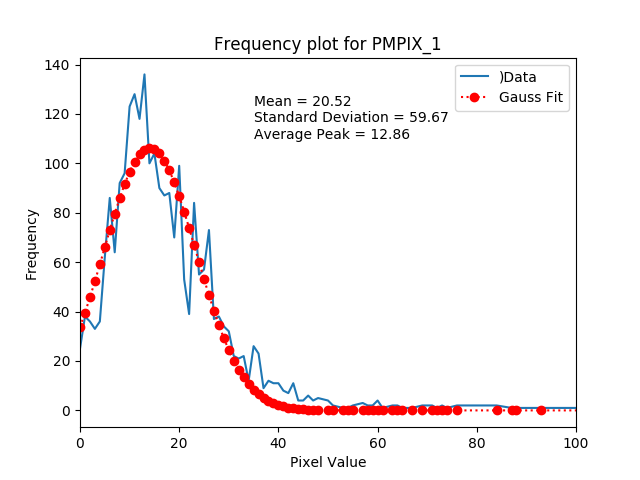 Frequency plot for PMPIX_1
)Data
Gauss Fit
Mean = 20.52
Standard Deviation = 59.67
Average Peak = 12.86
Frequency
140
120
100
80
60
40
20
0
0 20 40 60 80 100
Pixel Value